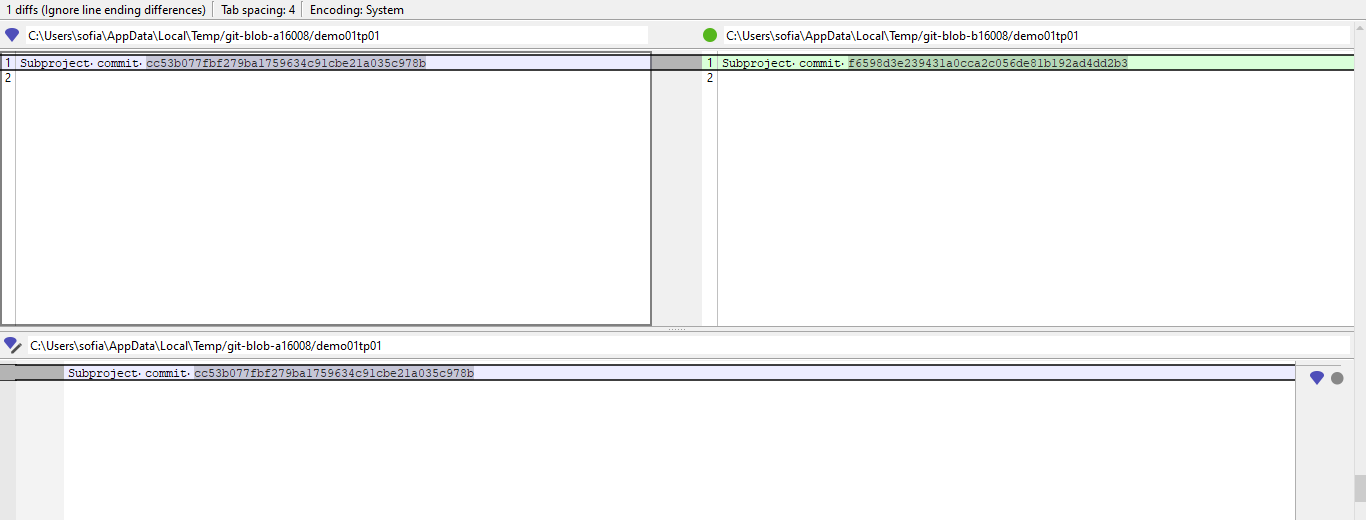 1 diffs (Ignore line ending differences) Tab spacing: 4 Encoding: System
C:\Users\sofia\AppData\Local\Temp/git-blob-a16008/demo01tp01
1 Subproject· commit· cc53b077fbf279ba1759634c91cbe21a035c978b
2
C:\Users\sofia\AppData\Local\Temp/git-blob-b16008/demo01tp01
1 Subproject· commit· f6598d3e239431a0cca2c056de81b192ad4dd2b3
2
C:\Users\sofia\AppData\Local\Temp/git-blob-a16008/demo01tp01
Subproject· commit· cc53b077fbf279ba1759634c91cbe21a035c978b